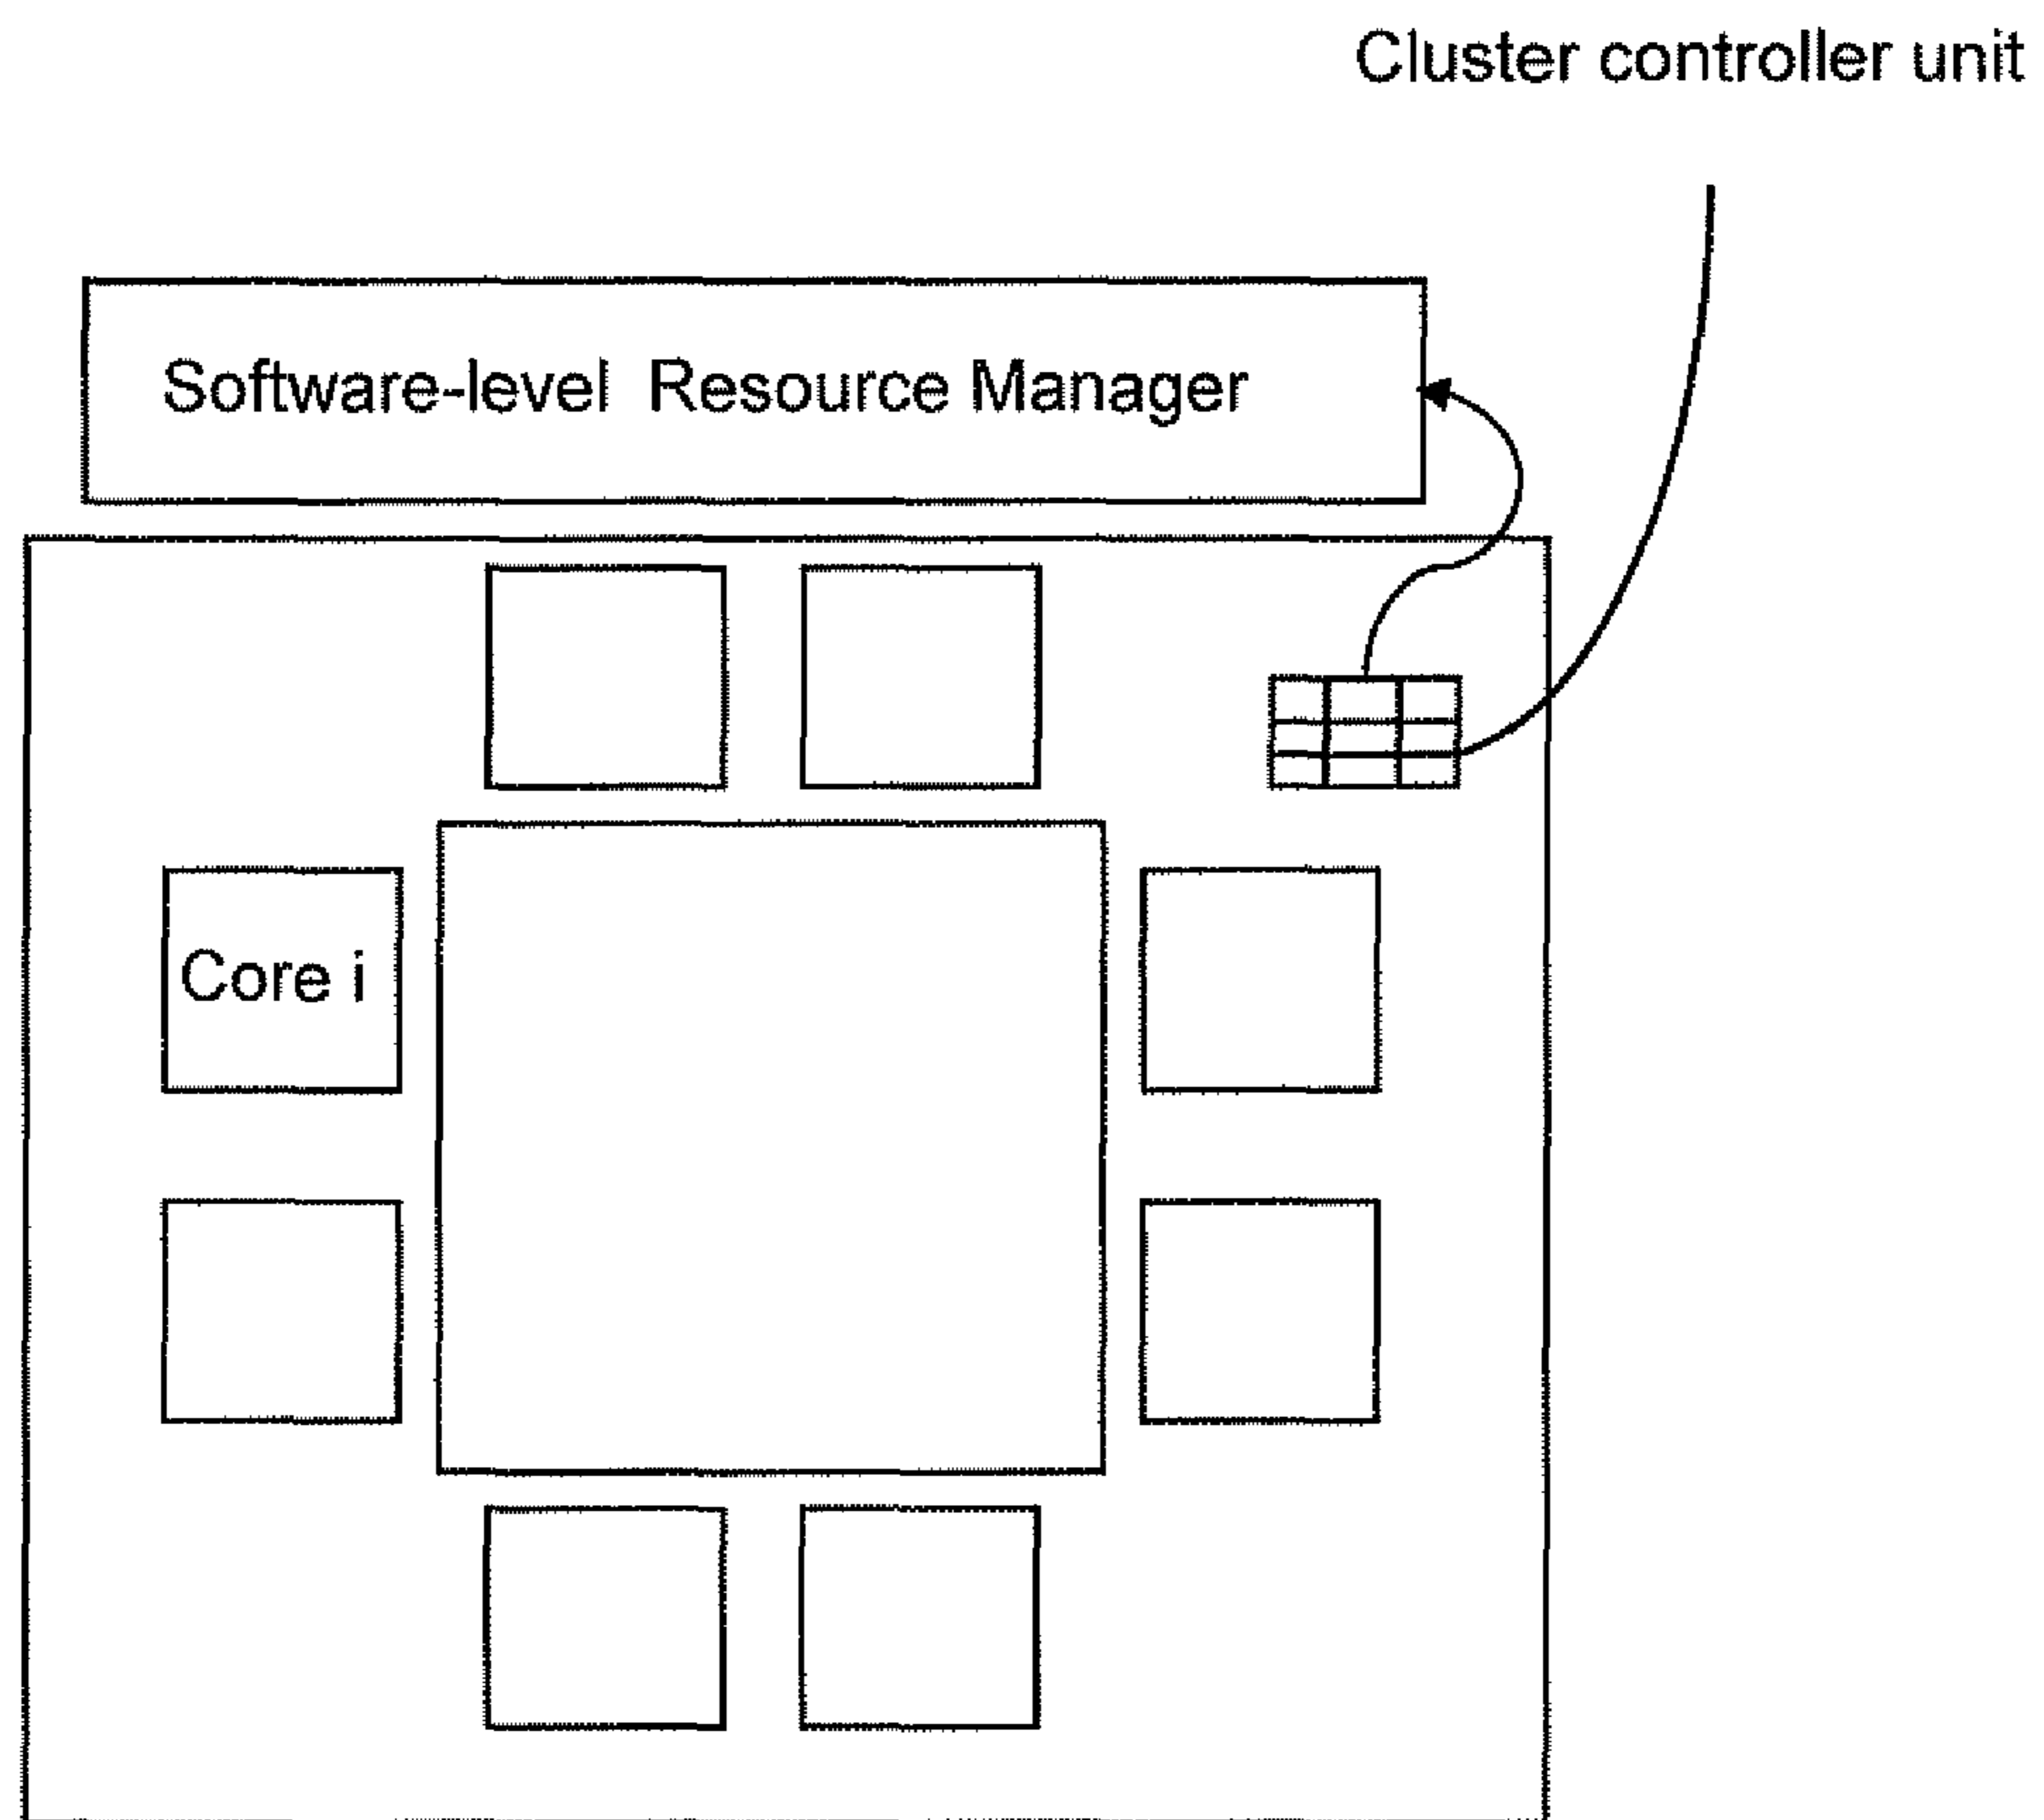 Cluster controller unit
Software-level Resource Manager
Core i